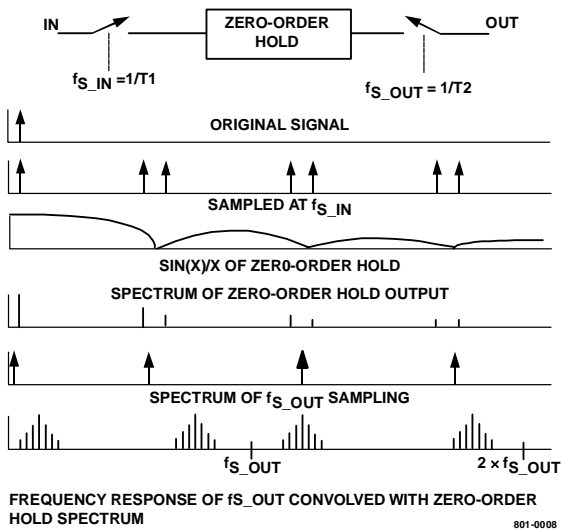 IN
ZERO-ORDER
HOLD
OUT
fS_IN =1/T1
fS_OUT = 1/T2
ORIGINAL SIGNAL
SAMPLED AT fS_IN
SIN(X)/X OF ZER0-ORDER HOLD
SPECTRUM OF ZERO-ORDER HOLD OUTPUT
SPECTRUM OF fS_OUT SAMPLING
fS_OUT
2 × fS_OUT
FREQUENCY RESPONSE OF fS_OUT CONVOLVED WITH ZERO-ORDER
HOLD SPECTRUM
801-0008